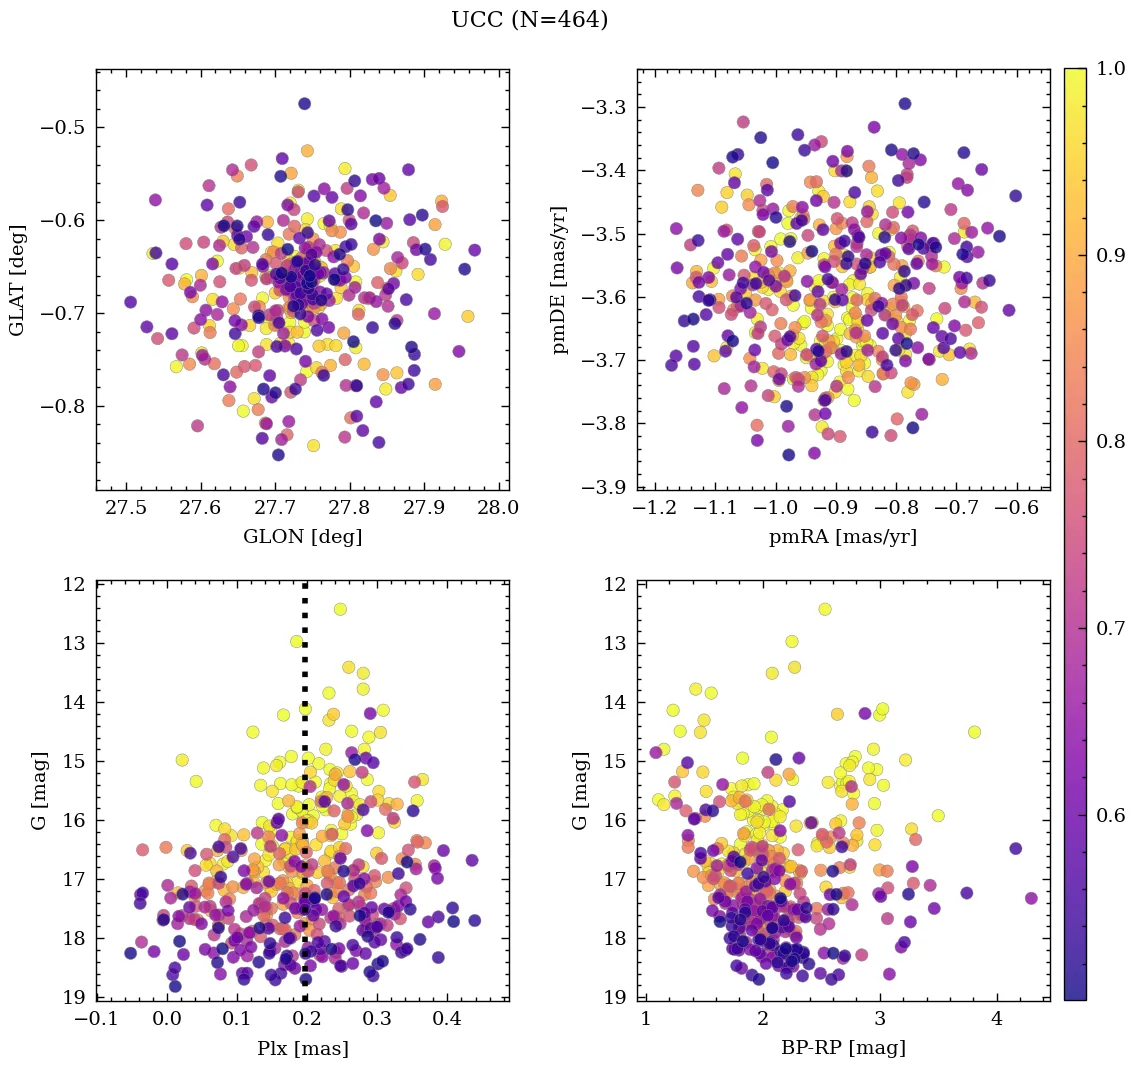 UCC (N=464)
−0.5
−0.6
−0.7
−0.8
GLAT [deg]
27.5 27.6 27.7 27.8 27.9 28.0
GLON [deg]
−3.3
−3.4
−3.5
−3.6
−3.7
−3.8
−3.9
pmDE [mas/yr]
−1.2 −1.1 −1.0 −0.9 −0.8 −0.7 −0.6
pmRA [mas/yr]
1.0
0.9
0.8
0.7
0.6
12
13
14
15
16
17
18
19
G [mag]
−0.1 0.0 0.1 0.2 0.3 0.4
Plx [mas]
12
13
14
15
16
17
18
19
G [mag]
1 2 3 4
BP-RP [mag]